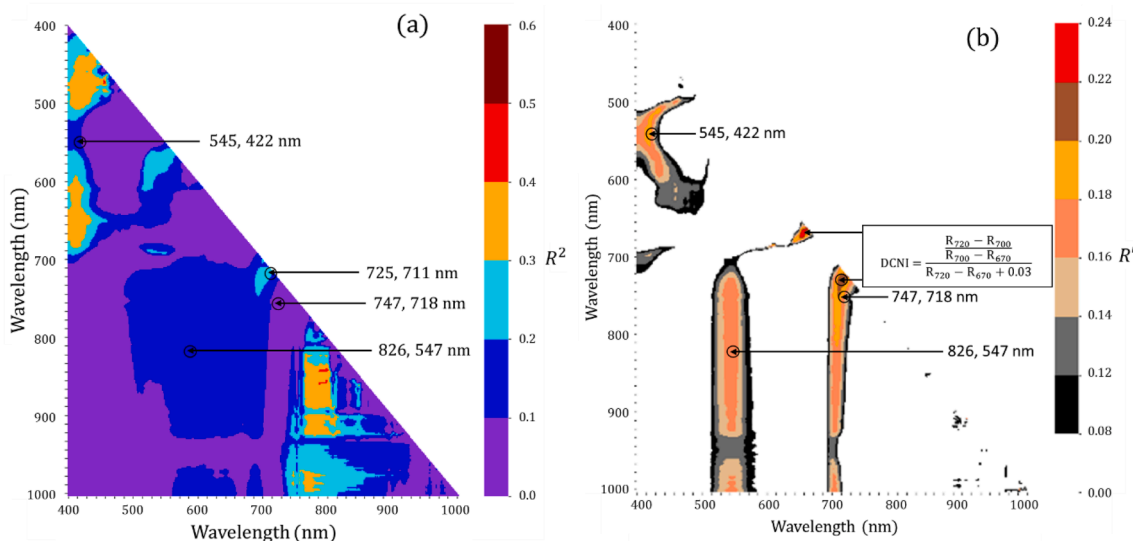 (a)
400
500
600
700
800
900
1000
Wavelength (nm)
400 500 600 700 800 900 1000
Wavelength (nm)
545, 422 nm
725, 711 nm
747, 718 nm
826, 547 nm
0.6
0.5
0.4
0.3
0.2
0.1
0.0
R²
(b)
400
500
600
700
800
900
1000
Wavelength (nm)
400 500 600 700 800 900 1000
Wavelength (nm)
545, 422 nm
R₇₂₀ − R₇₀₀
R₇₀₀ − R₆₇₀
DCNI =
R₇₂₀ − R₆₇₀ + 0.03
747, 718 nm
826, 547 nm
0.24
0.22
0.20
0.18
0.16
0.14
0.12
0.08
0.00
R